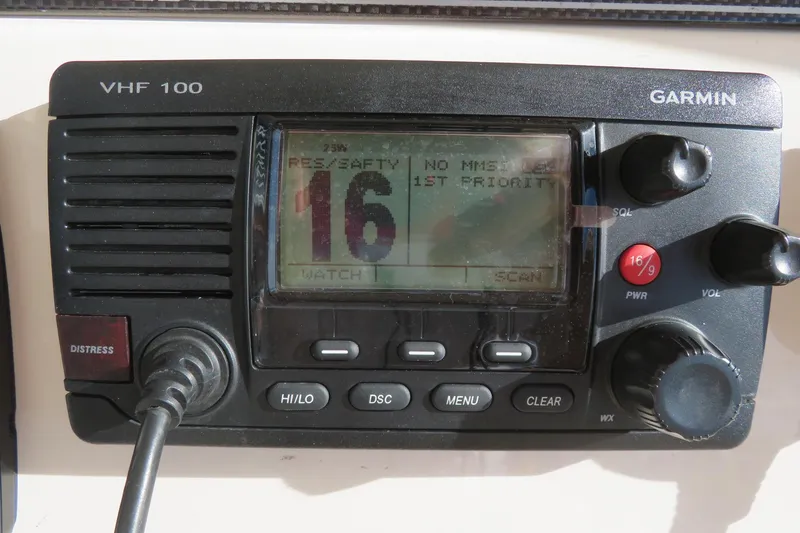 VHF 100
GARMIN
25W
RES/SAFTY
NO MMSI
16
1ST PRIORITY
WATCH
SCAN
SQL
16/9
PWR
VOL
DISTRESS
HI/LO
DSC
MENU
CLEAR
WX